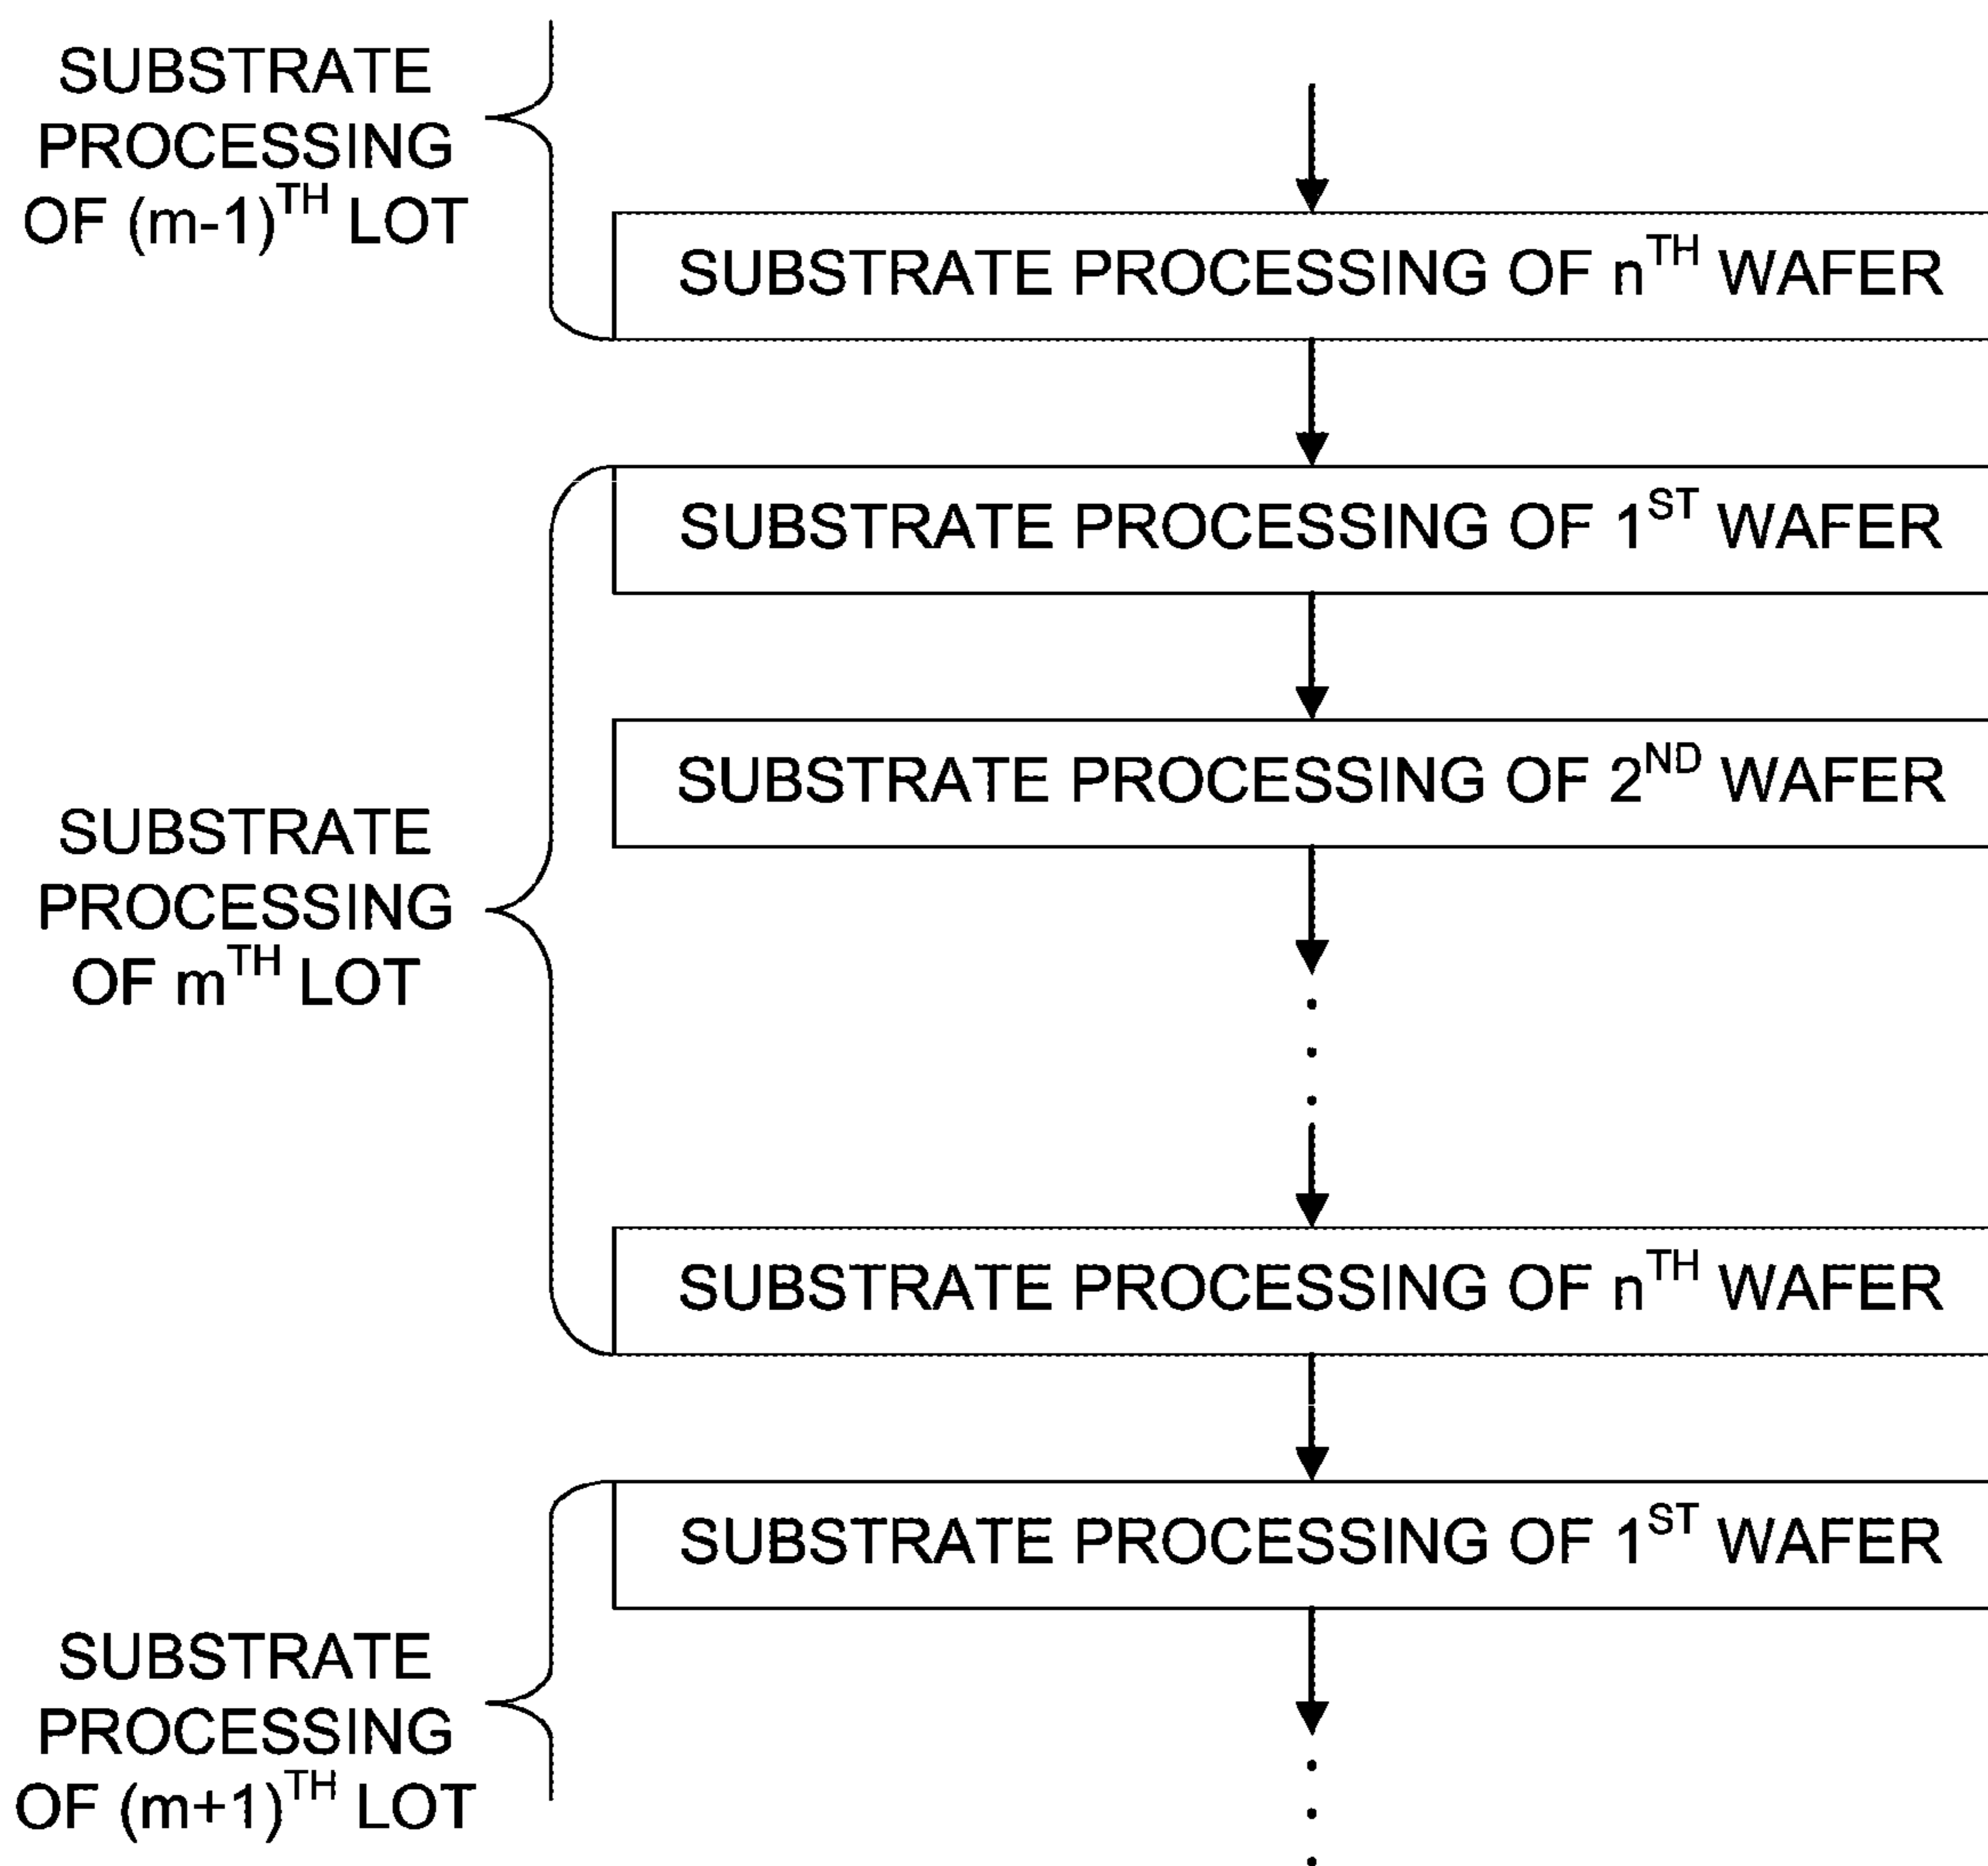 SUBSTRATE
PROCESSING
OF (m-1)TH LOT
SUBSTRATE PROCESSING OF nTH WAFER
SUBSTRATE PROCESSING OF 1ST WAFER
SUBSTRATE PROCESSING OF 2ND WAFER
SUBSTRATE
PROCESSING
OF mTH LOT
SUBSTRATE PROCESSING OF nTH WAFER
SUBSTRATE PROCESSING OF 1ST WAFER
SUBSTRATE
PROCESSING
OF (m+1)TH LOT